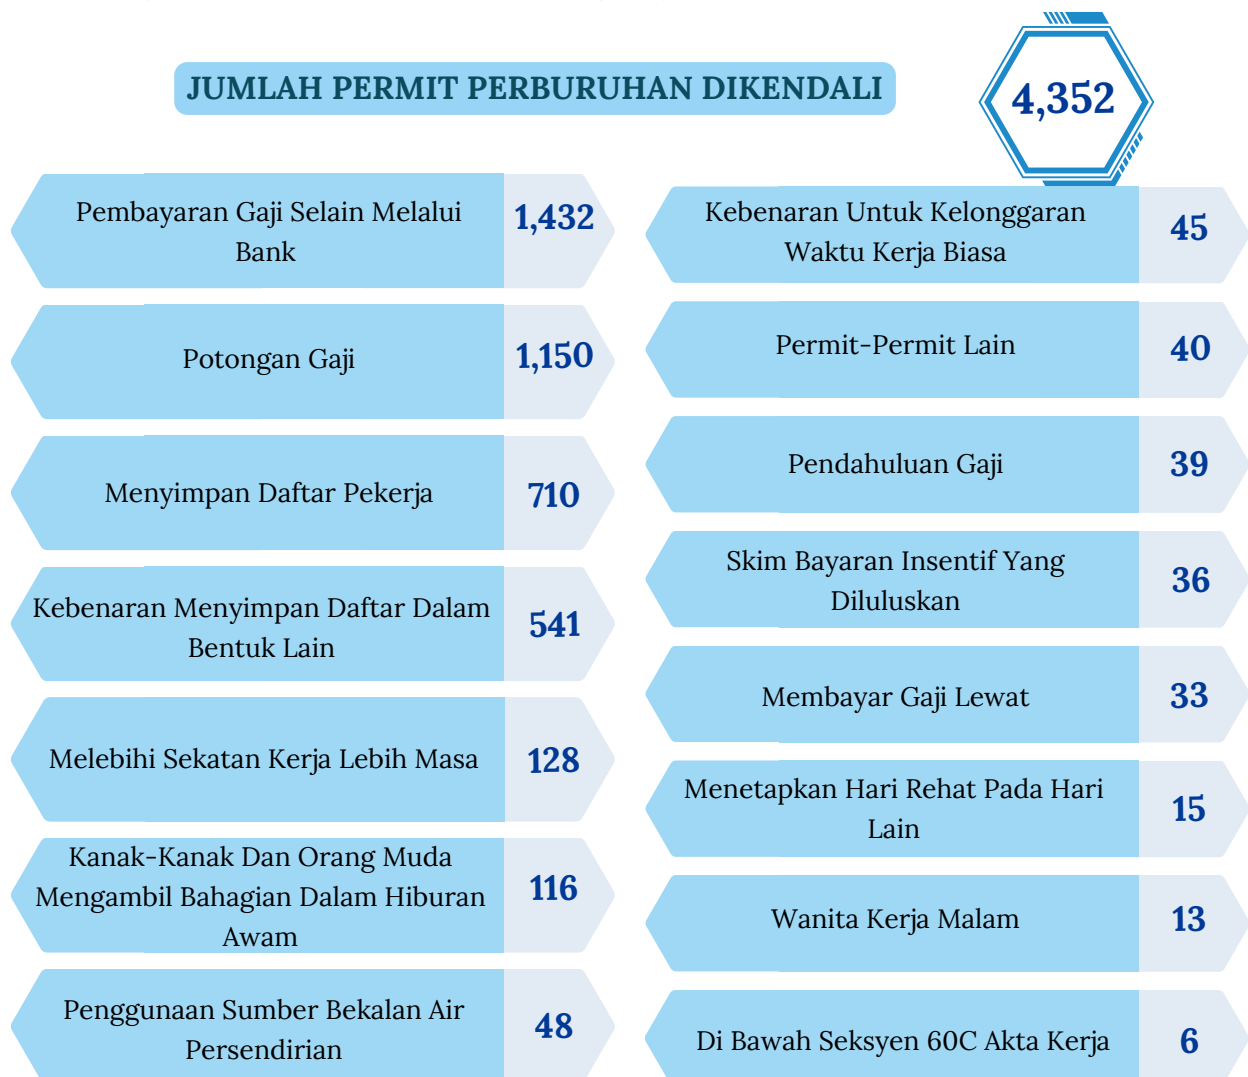 JUMLAH PERMIT PERBURUHAN DIKENDALI
4,352
Pembayaran Gaji Selain Melalui
Bank
1,432
Potongan Gaji
1,150
Menyimpan Daftar Pekerja
710
Kebenaran Menyimpan Daftar Dalam
Bentuk Lain
541
Melebihi Sekatan Kerja Lebih Masa
128
Kanak-Kanak Dan Orang Muda
Mengambil Bahagian Dalam Hiburan
Awam
116
Penggunaan Sumber Bekalan Air
Persendirian
48
Kebenaran Untuk Kelonggaran
Waktu Kerja Biasa
45
Permit-Permit Lain
40
Pendahuluan Gaji
39
Skim Bayaran Insentif Yang
Diluluskan
36
Membayar Gaji Lewat
33
Menetapkan Hari Rehat Pada Hari
Lain
15
Wanita Kerja Malam
13
Di Bawah Seksyen 60C Akta Kerja
6